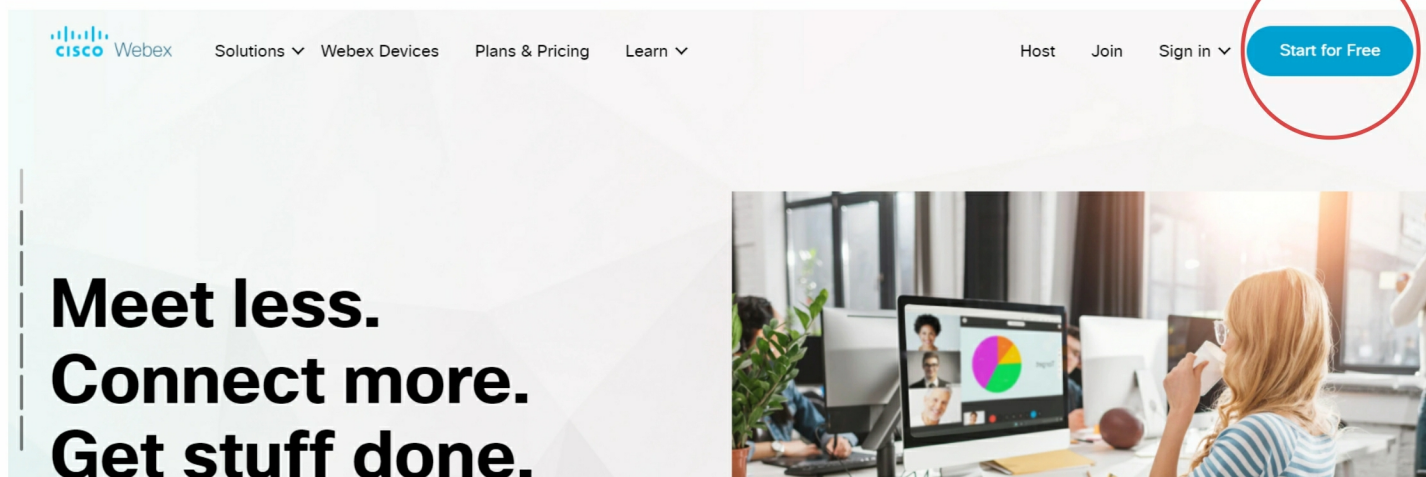 CISCO Webex
Solutions Webex Devices Plans & Pricing Learn Host Join Sign in Start for Free
Meet less.
Connect more.
Get stuff done.